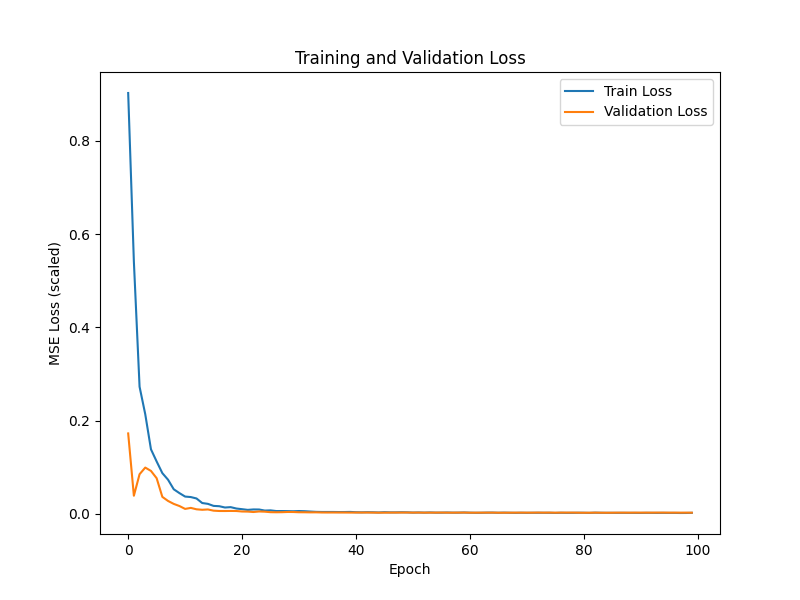 Training and Validation Loss
Train Loss
Validation Loss
MSE Loss (scaled)
0.8
0.6
0.4
0.2
0.0
0 20 40 60 80 100
Epoch